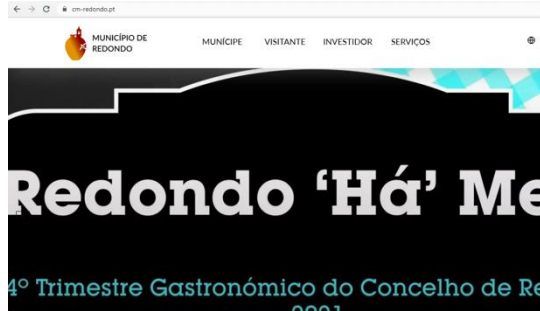 cm-redondo.pt
MUNICÍPIO DE
REDONDO
MUNÍCIPE VISITANTE INVESTIDOR SERVIÇOS
Redondo ‘Há’ Me
4º Trimestre Gastronómico do Concelho de Re